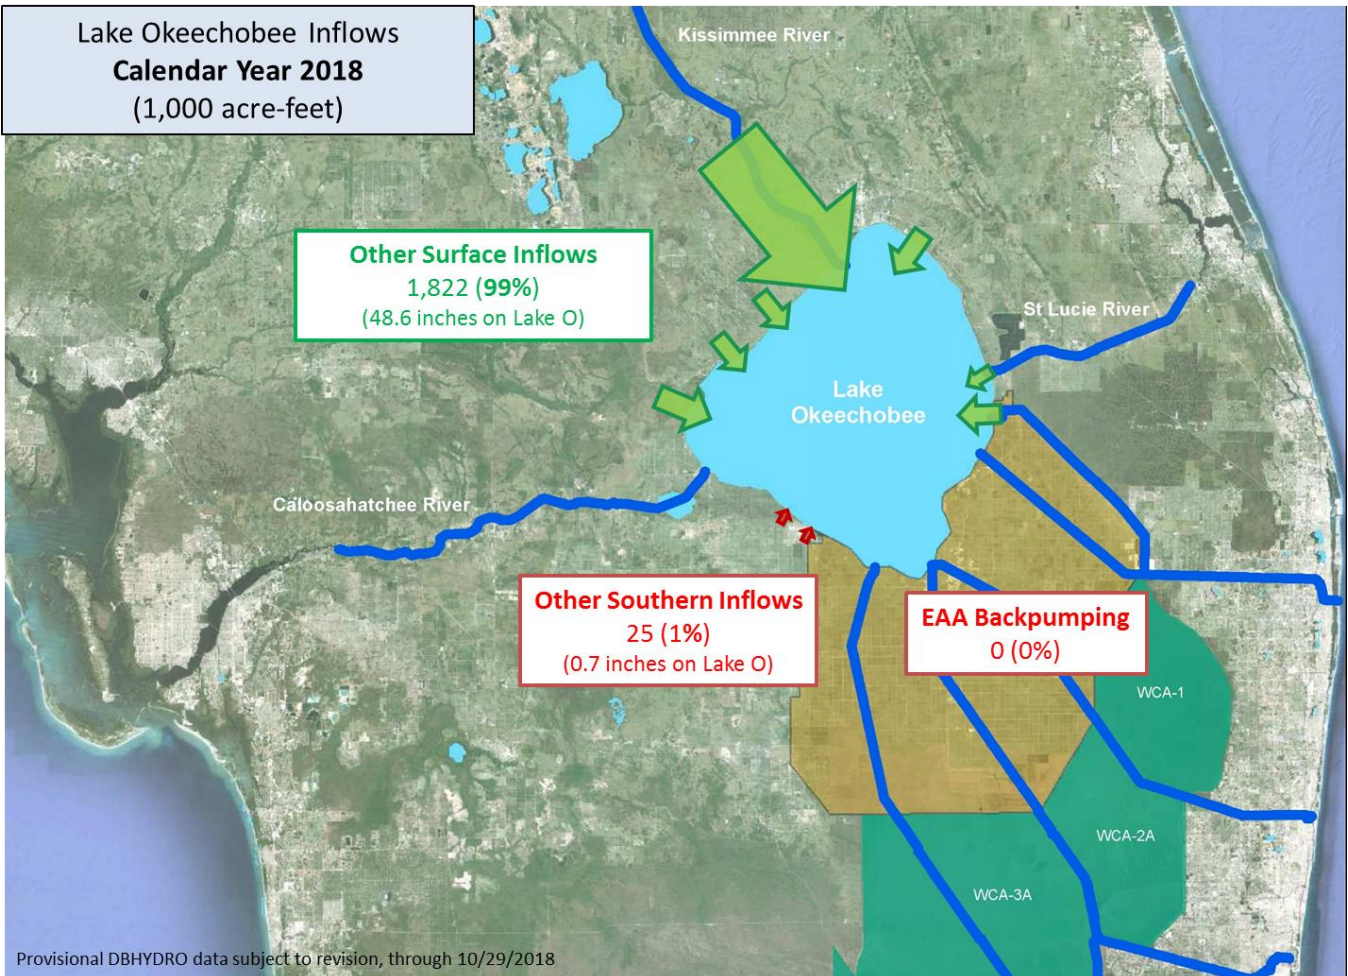 Lake Okeechobee Inflows
Calendar Year 2018
(1,000 acre-feet)
Kissimmee River
Other Surface Inflows
1,822 (99%)
(48.6 inches on Lake O)
St Lucie River
Lake
Okeechobee
Caloosahatchee River
Other Southern Inflows
25 (1%)
(0.7 inches on Lake O)
EAA Backpumping
0 (0%)
WCA-1
WCA-2A
WCA-3A
Provisional DBHYDRO data subject to revision, through 10/29/2018